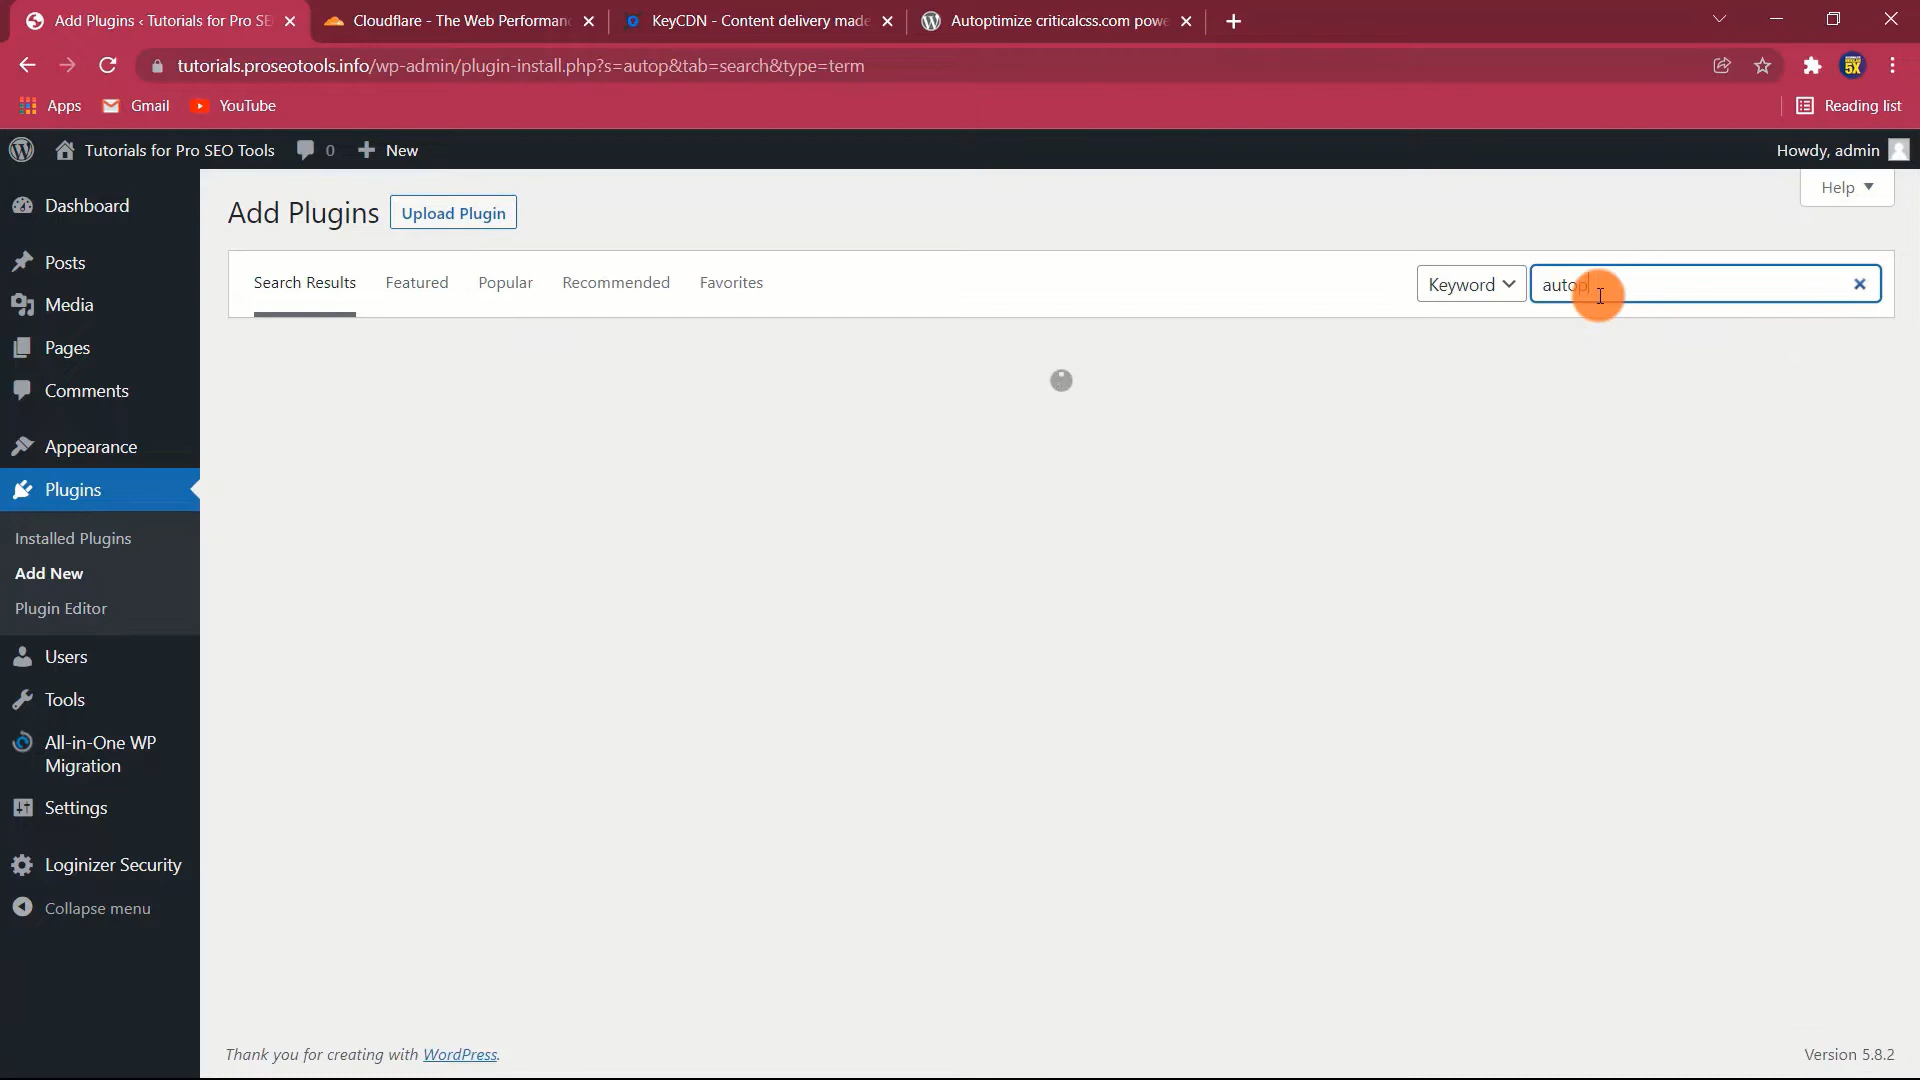 Add Plugins ‹ Tutorials for Pro SE
Cloudflare - The Web Performan
KeyCDN - Content delivery made
Autoptimize criticalcss.com powe
tutorials.proseotools.info/wp-admin/plugin-install.php?s=autop&tab=search&type=term
5X
Apps
Gmail
YouTube
Reading list
Tutorials for Pro SEO Tools
0
New
Howdy, admin
Dashboard
Posts
Media
Pages
Comments
Appearance
Plugins
Installed Plugins
Add New
Plugin Editor
Users
Tools
All-in-One WP
Migration
Settings
Loginizer Security
Collapse menu
Help
Add Plugins
Upload Plugin
Search Results
Featured
Popular
Recommended
Favorites
Keyword
autop
Thank you for creating with WordPress.
Version 5.8.2